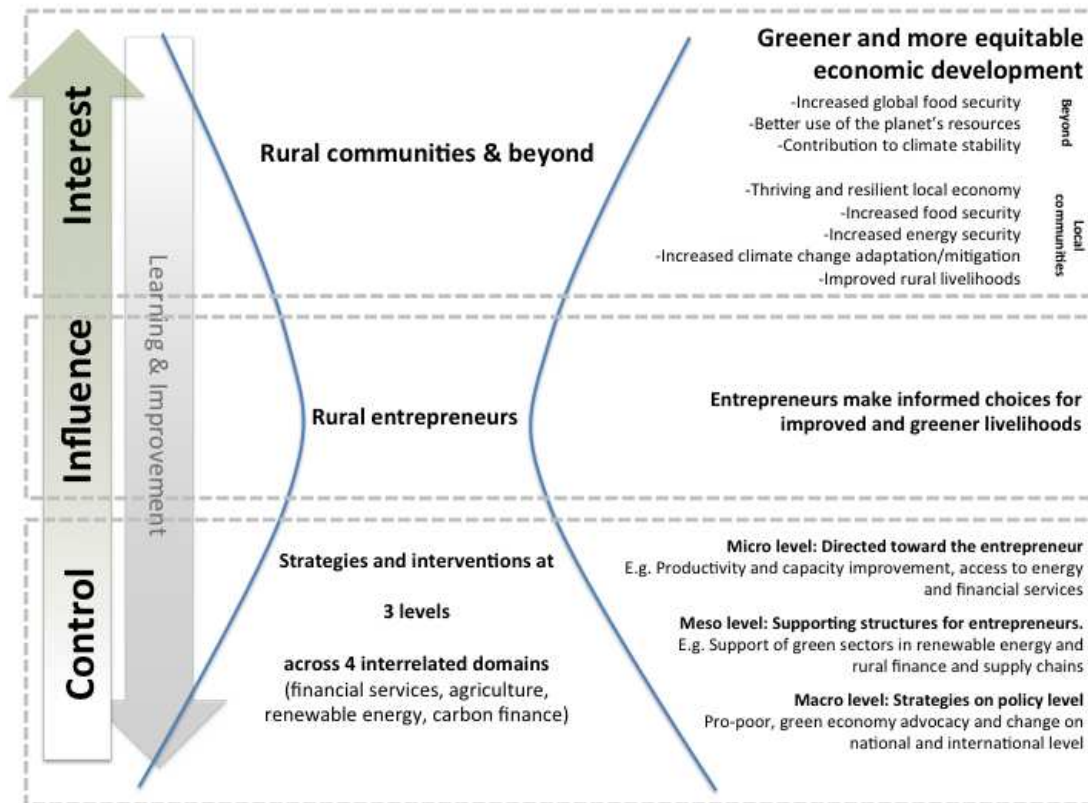 Interest
Influence
Control
Learning & Improvement
Rural communities & beyond
Greener and more equitable
economic development
-Increased global food security
-Better use of the planet's resources
-Contribution to climate stability
Beyond
-Thriving and resilient local economy
-Increased food security
-Increased energy security
-Increased climate change adaptation/mitigation
-Improved rural livelihoods
Local
communities
Rural entrepreneurs
Entrepreneurs make informed choices for
improved and greener livelihoods
Strategies and interventions at
3 levels
across 4 interrelated domains
(financial services, agriculture,
renewable energy, carbon finance)
Micro level: Directed toward the entrepreneur
E.g. Productivity and capacity improvement, access to energy
and financial services
Meso level: Supporting structures for entrepreneurs.
E.g. Support of green sectors in renewable energy and
rural finance and supply chains
Macro level: Strategies on policy level
Pro-poor, green economy advocacy and change on
national and international level